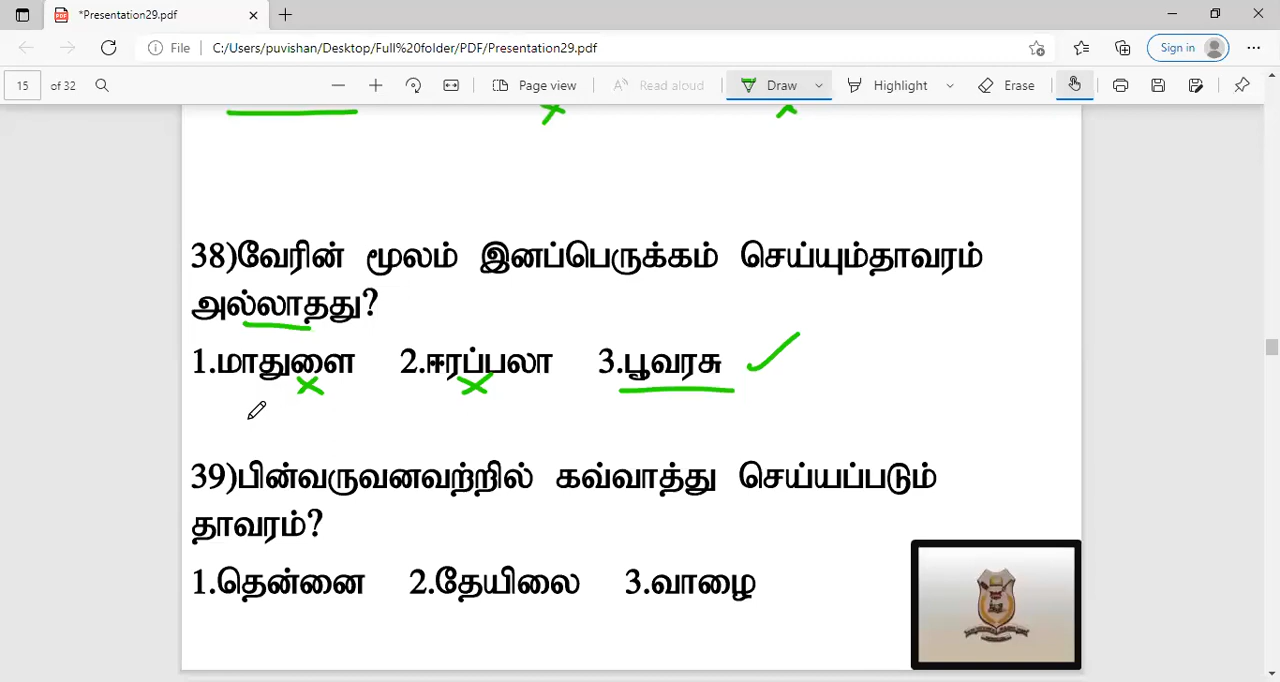 *Presentation29.pdf
File C:/Users/puvishan/Desktop/Full%20folder/PDF/Presentation29.pdf Sign in
15 of 32 Page view Read aloud Draw Highlight Erase
38)வேரின் மூலம் இனப்பெருக்கம் செய்யும்தாவரம்
அல்லாதது?
1.மாதுளை 2.ஈரப்பலா 3.பூவரசு
39)பின்வருவனவற்றில் கவ்வாத்து செய்யப்படும்
தாவரம்?
1.தென்னை 2.தேயிலை 3.வாழை